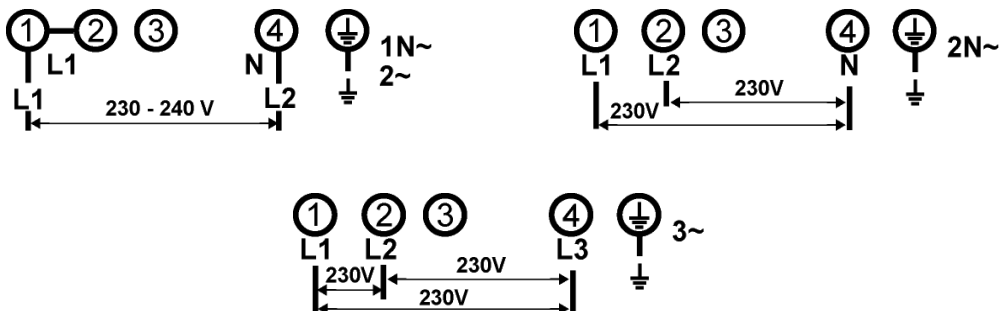 1 2 3 4 1N~
L1 N 2~
L1 L2
230 - 240 V
1 2 3 4 2N~
L1 L2 N
230V
230V
1 2 3 4 3~
L1 L2 L3
230V 230V
230V